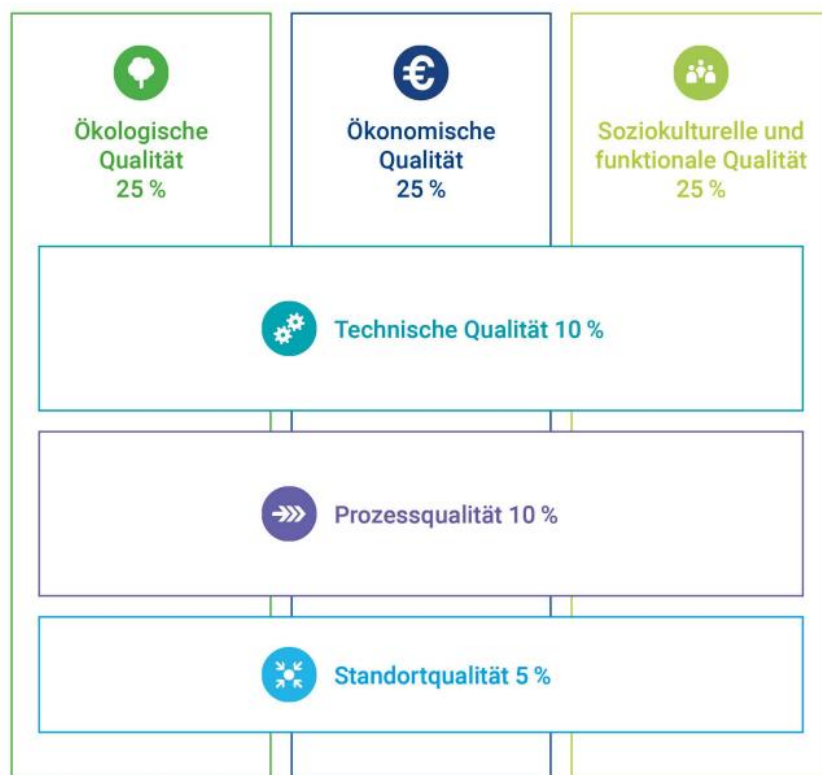 Ökologische
Qualität
25 %
Ökonomische
Qualität
25 %
Soziokulturelle und
funktionale Qualität
25 %
Technische Qualität 10 %
Prozessqualität 10 %
Standortqualität 5 %